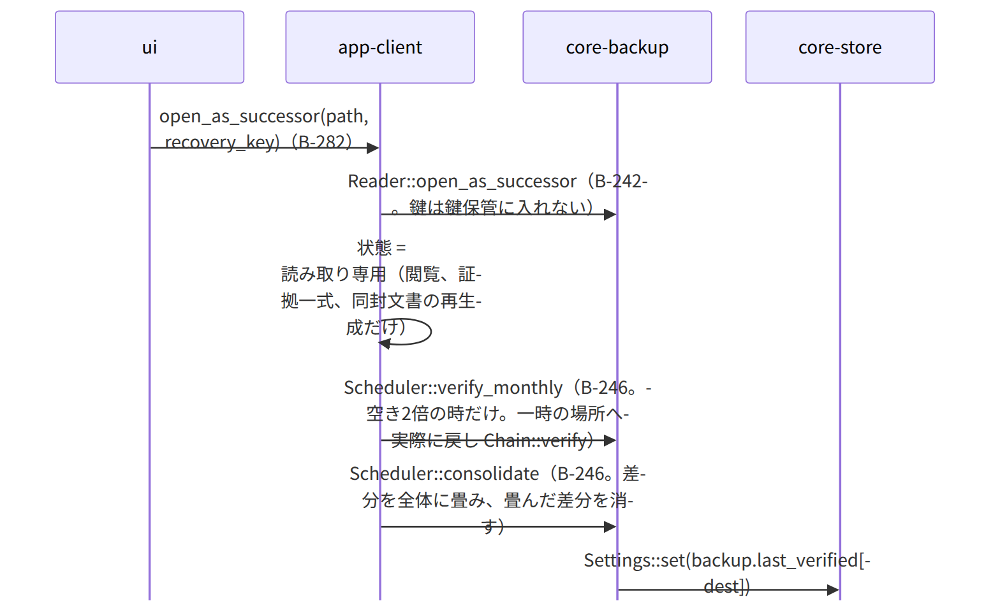 ui
app-client
core-backup
core-store
open_as_successor(path,
recovery_key)（B-282）
Reader::open_as_successor（B-242-
。鍵は鍵保管に入れない）
状態 =
読み取り専用（閲覧、証-
拠一式、同封文書の再生-
成だけ）
Scheduler::verify_monthly（B-246。-
空き2倍の時だけ。一時の場所へ-
実際に戻し Chain::verify）
Scheduler::consolidate（B-246。差-
分を全体に畳み、畳んだ差分を消-
す）
Settings::set(backup.last_verified[-
dest])